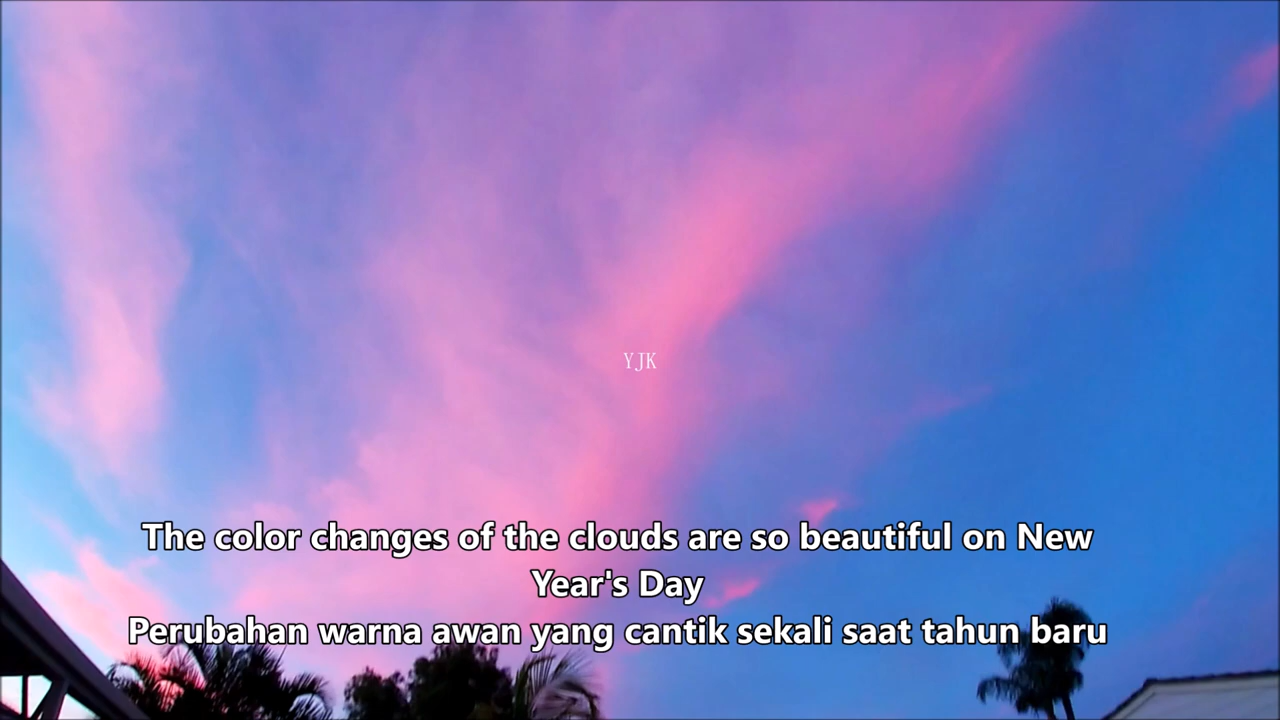 YJK
The color changes of the clouds are so beautiful on New
Year's Day
Perubahan warna awan yang cantik sekali saat tahun baru